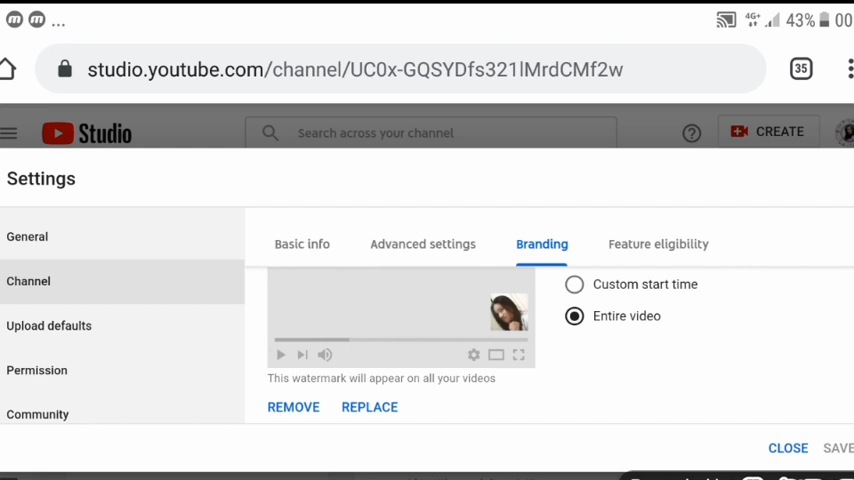 ... 4G+ 43% 00
studio.youtube.com/channel/UC0x-GQSYDfs321lMrdCMf2w 35
Studio Search across your channel CREATE
Settings
General
Basic info Advanced settings Branding Feature eligibility
Channel
Custom start time
Entire video
Upload defaults
Permission
This watermark will appear on all your videos
REMOVE REPLACE
Community
CLOSE SAVE